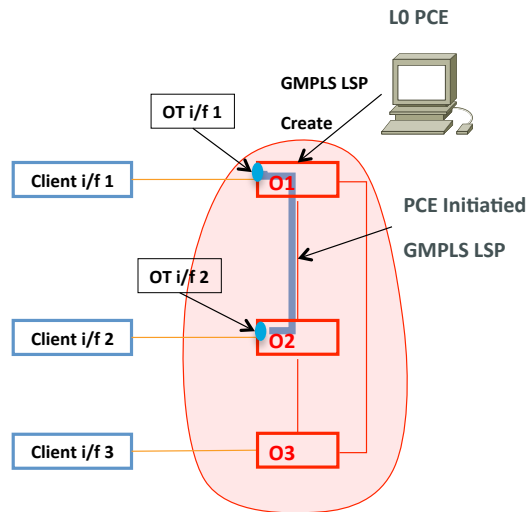 L0 PCE
GMPLS LSP
Create
OT i/f 1
Client i/f 1
O1
PCE Initiatied
GMPLS LSP
OT i/f 2
Client i/f 2
O2
Client i/f 3
O3